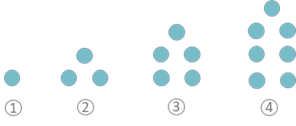 ① ② ③ ④